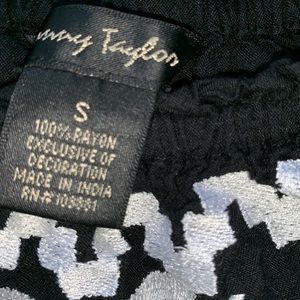 Taylor
S
100% RAYON
EXCLUSIVE OF
DECORATION
MADE IN INDIA